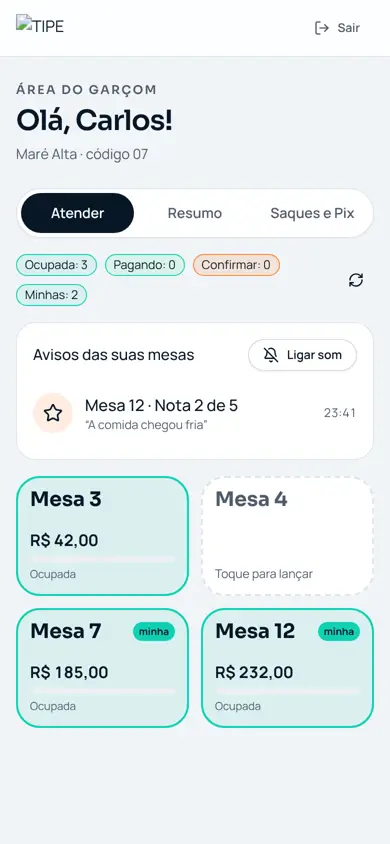 TIPE
Sair
ÁREA DO GARÇOM
Olá, Carlos!
Maré Alta · código 07
Atender
Resumo
Saques e Pix
Ocupada: 3
Pagando: 0
Confirmar: 0
Minhas: 2
Avisos das suas mesas
Ligar som
Mesa 12 · Nota 2 de 5
23:41
“A comida chegou fria”
Mesa 3
R$ 42,00
Ocupada
Mesa 4
Toque para lançar
Mesa 7
minha
R$ 185,00
Ocupada
Mesa 12
minha
R$ 232,00
Ocupada